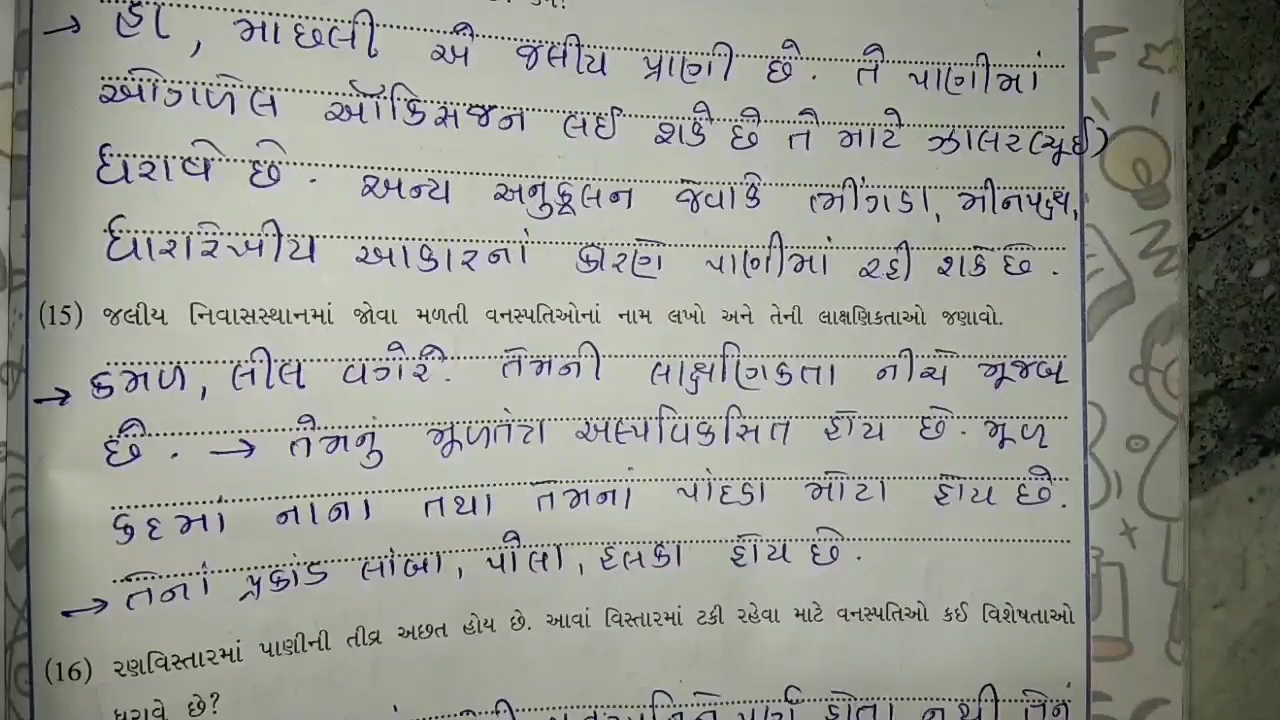 → હા, માછલી એ જલીય પ્રાણી છે. તે પાણીમાં
ઓગળેલ ઑક્સિજન લઈ શકે છે તે માટે ઝાલર(ચૂઈ)
ધરાવે છે. અન્ય અનુકૂલન જેવાકે ભીંગડા, મીનપક્ષ,
ધારારેખીય આકારનાં કારણે પાણીમાં રહી શકે છે.
(15) જલીય નિવાસસ્થાનમાં જોવા મળતી વનસ્પતિઓનાં નામ લખો અને તેની લાક્ષણિકતાઓ જણાવો.
→ કમળ, લીલ વગેરે. તેમની લાક્ષણિકતા નીચે મૂજબ
છે. → તેમનું મૂળતંત્ર અલ્પવિકસિત હોય છે. મૂળ
કદમાં નાના તથા તેમનાં પાંદડા મોટા હોય છે.
→ તેનાં પ્રકાંડ લાંબા, પોલા, હલકા હોય છે.
(16) રણવિસ્તારમાં પાણીની તીવ્ર અછત હોય છે. આવાં વિસ્તારમાં ટકી રહેવા માટે વનસ્પતિઓ કઈ વિશેષતાઓ
ધરાવે છે?